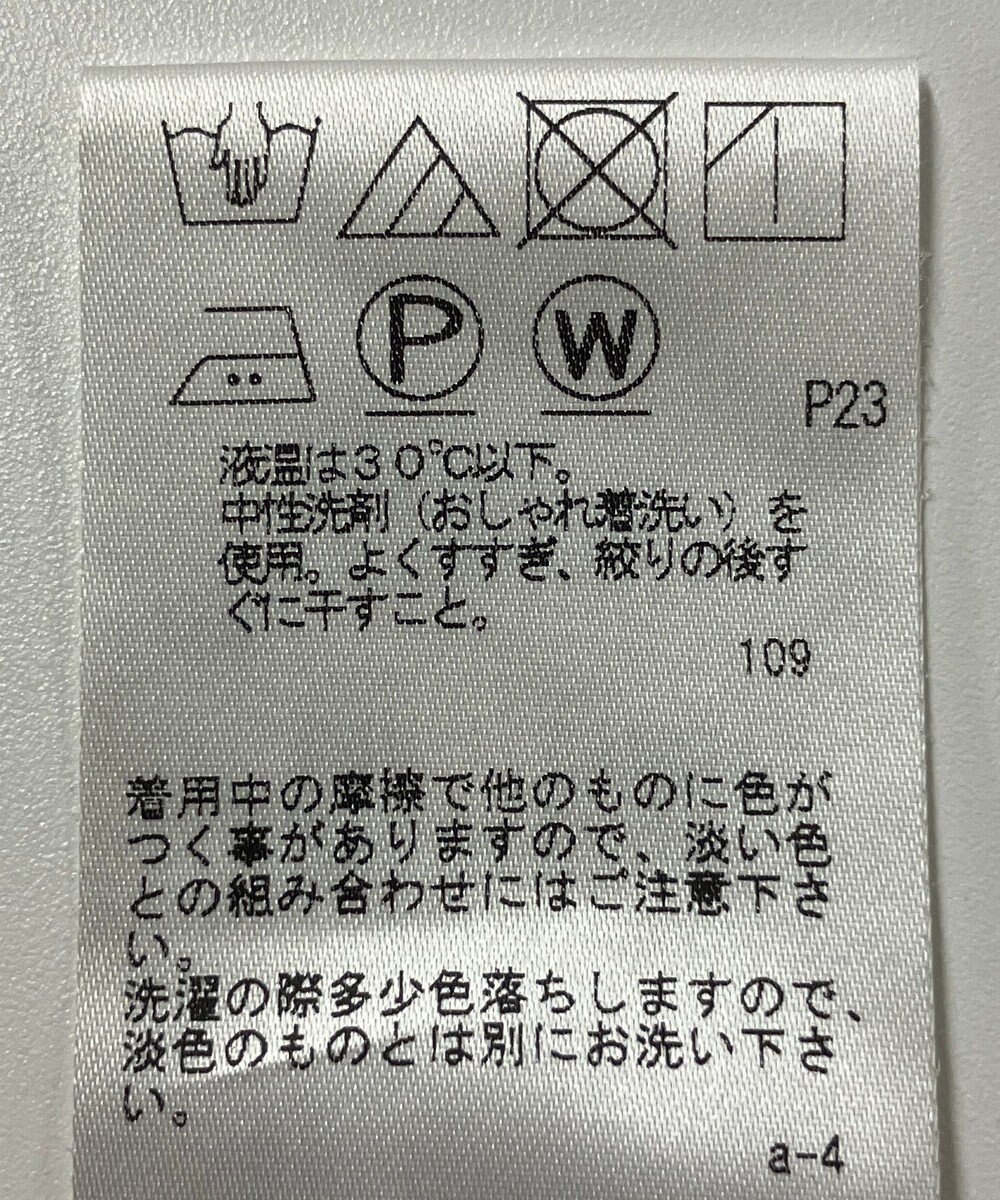 P
W
P23
液温は30℃以下。
中性洗剤（おしゃれ着洗い）を
使用。よくすすぎ、絞りの後す
ぐに干すこと。
109
着用中の摩擦で他のものに色が
つく事がありますので、淡い色
との組み合わせにはご注意下さ
い。
洗濯の際多少色落ちしますので、
淡色のものとは別にお洗い下さ
い。
a-4